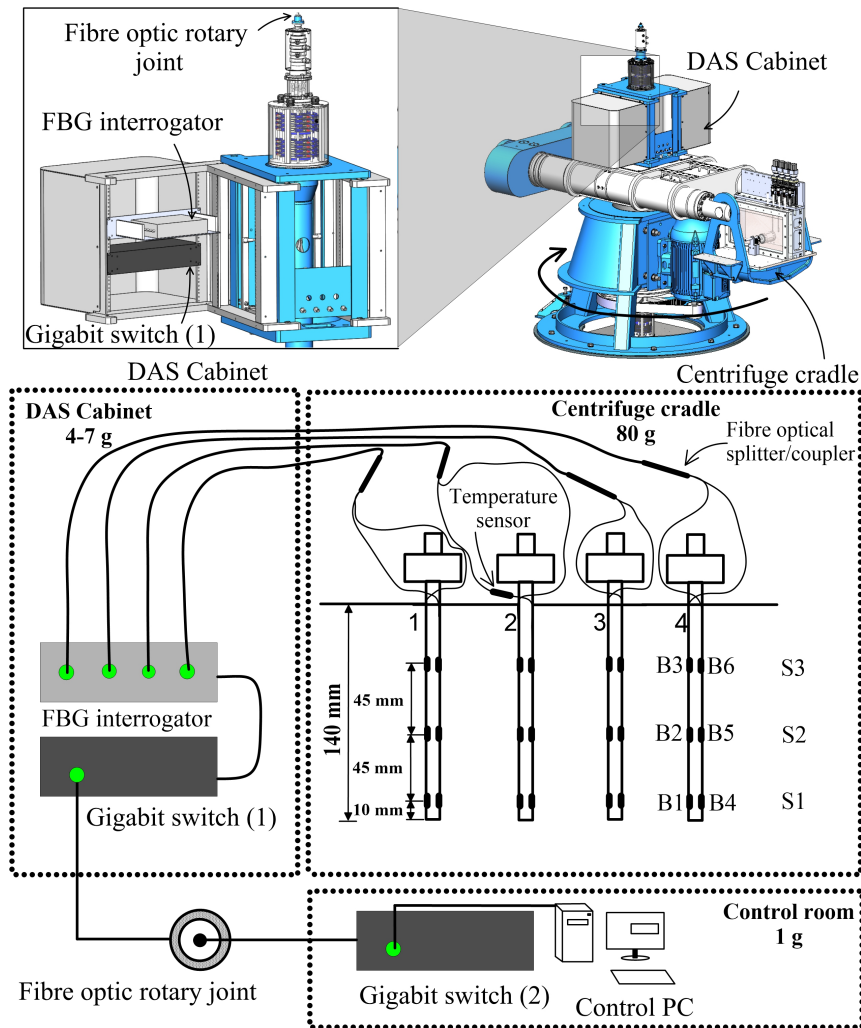 Fibre optic rotary
joint
DAS Cabinet
FBG interrogator
Gigabit switch (1)
DAS Cabinet
Centrifuge cradle
DAS Cabinet
4-7 g
Centrifuge cradle
80 g
Fibre optical
splitter/coupler
Temperature
sensor
1
2
3
4
140 mm
45 mm
45 mm
10 mm
B3 B6 S3
B2 B5 S2
B1 B4 S1
FBG interrogator
Gigabit switch (1)
Control room
1 g
Fibre optic rotary joint
Gigabit switch (2)
Control PC